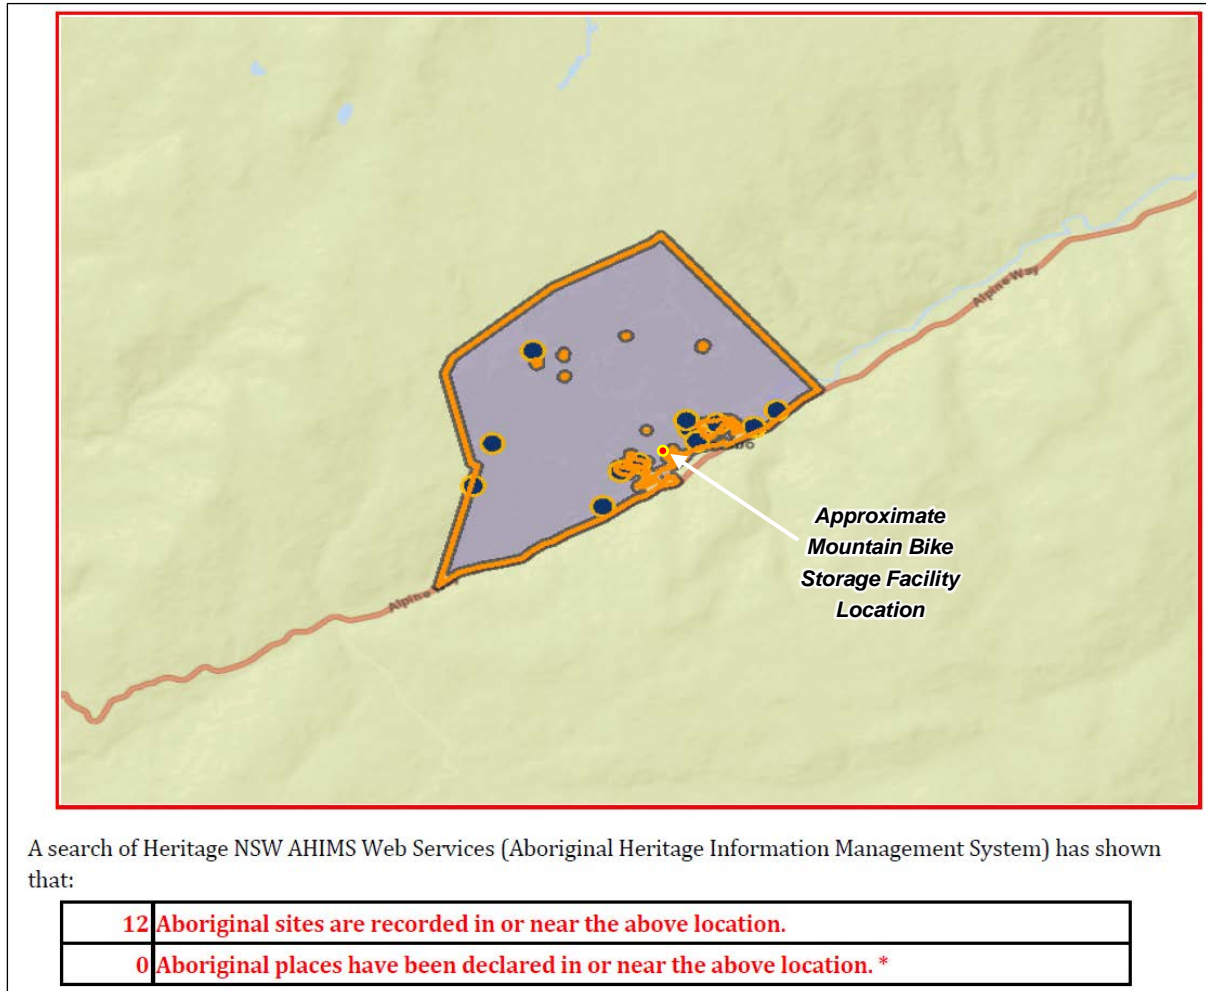 Alpine Way
Approximate
Mountain Bike
Storage Facility
Location
Alpine
A search of Heritage NSW AHIMS Web Services (Aboriginal Heritage Information Management System) has shown
that:
12 Aboriginal sites are recorded in or near the above location.
0 Aboriginal places have been declared in or near the above location. *